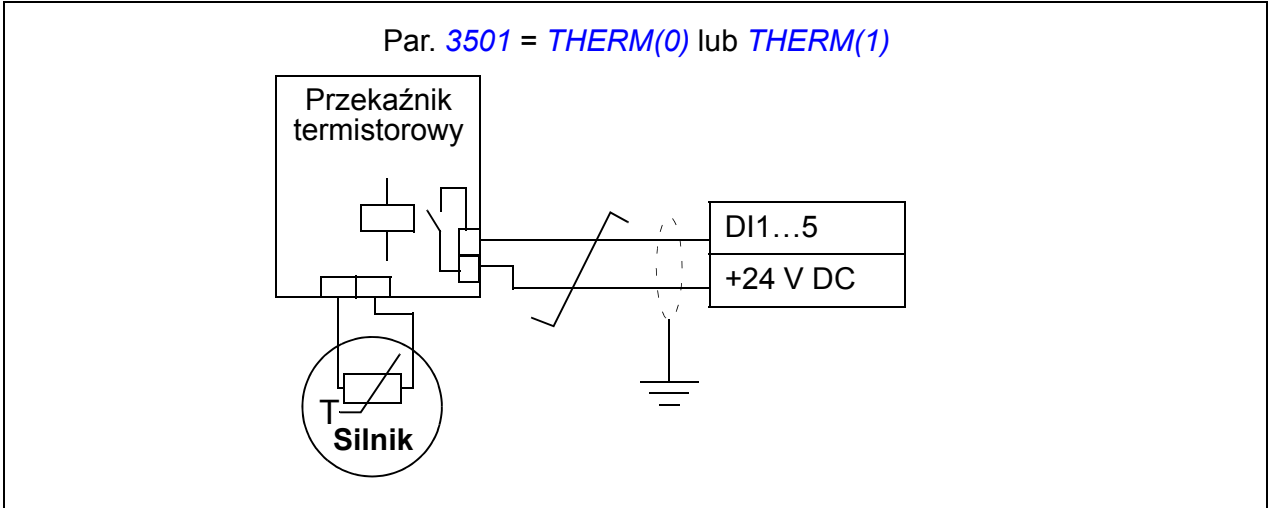 Par. 3501 = THERM(0) lub THERM(1)
Przekaźnik
termistorowy
DI1…5
+24 V DC
T
Silnik